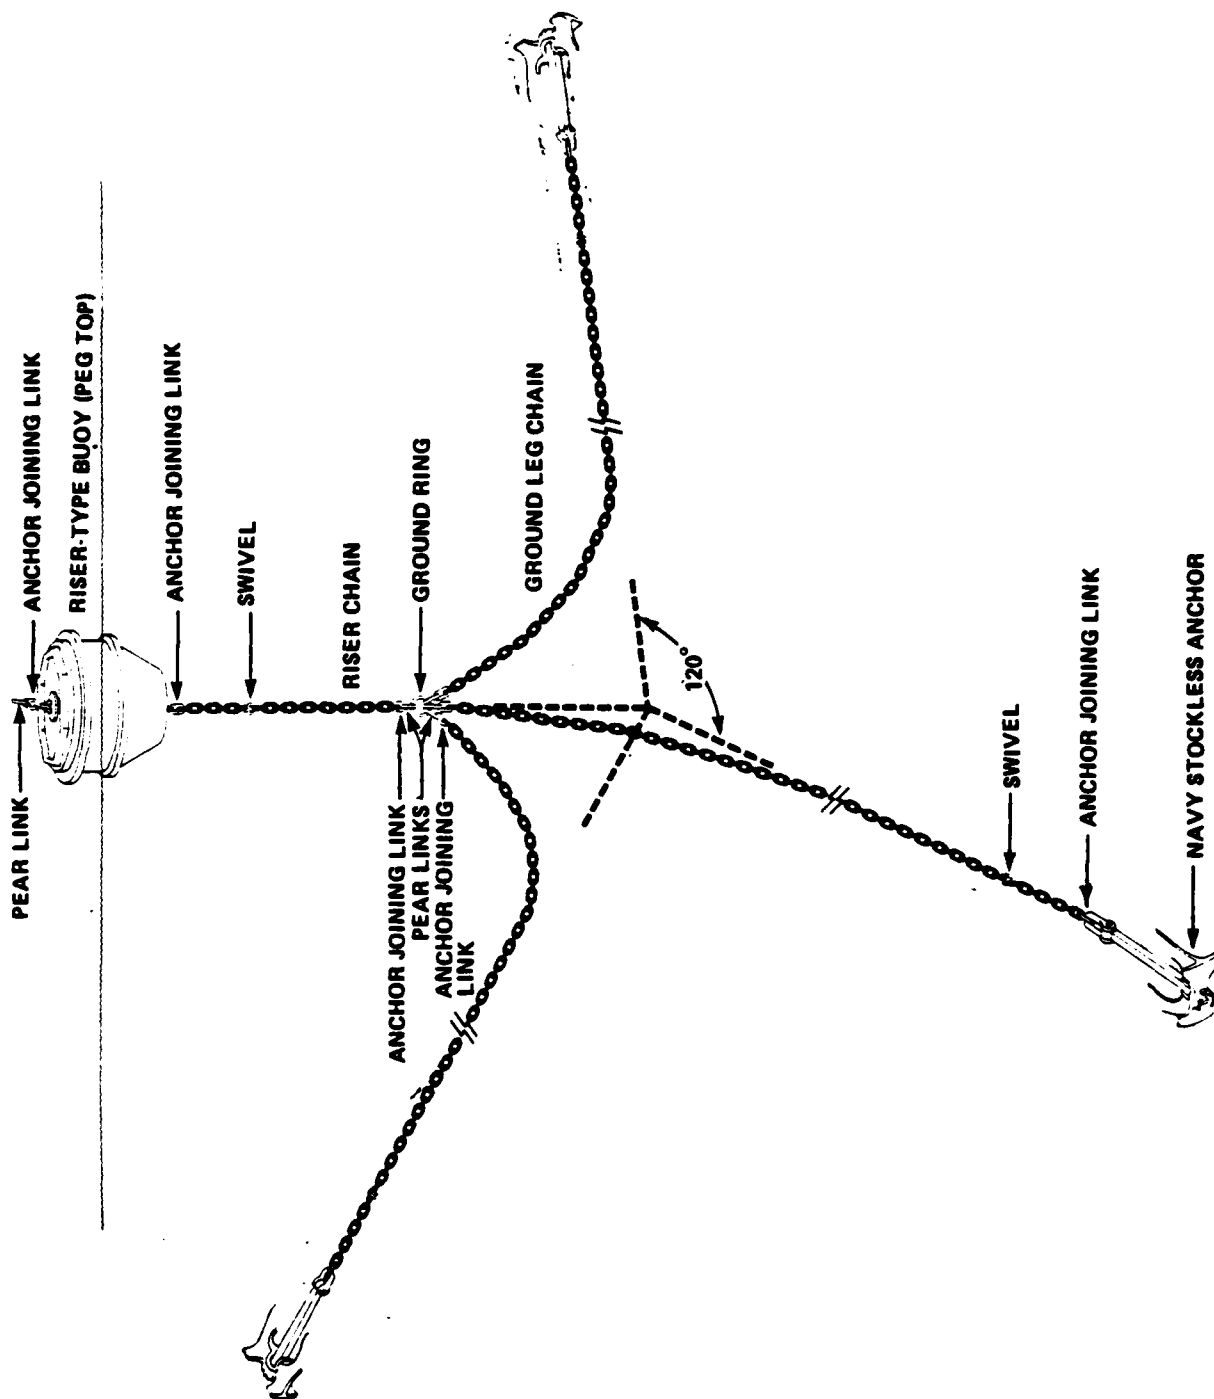 PEAR LINK
ANCHOR JOINING LINK
RISER-TYPE BUOY (PEG TOP)
ANCHOR JOINING LINK
SWIVEL
RISER CHAIN
ANCHOR JOINING LINK
PEAR LINKS
ANCHOR JOINING
LINK
GROUND RING
GROUND LEG CHAIN
120°
SWIVEL
ANCHOR JOINING LINK
NAVY STOCKLESS ANCHOR